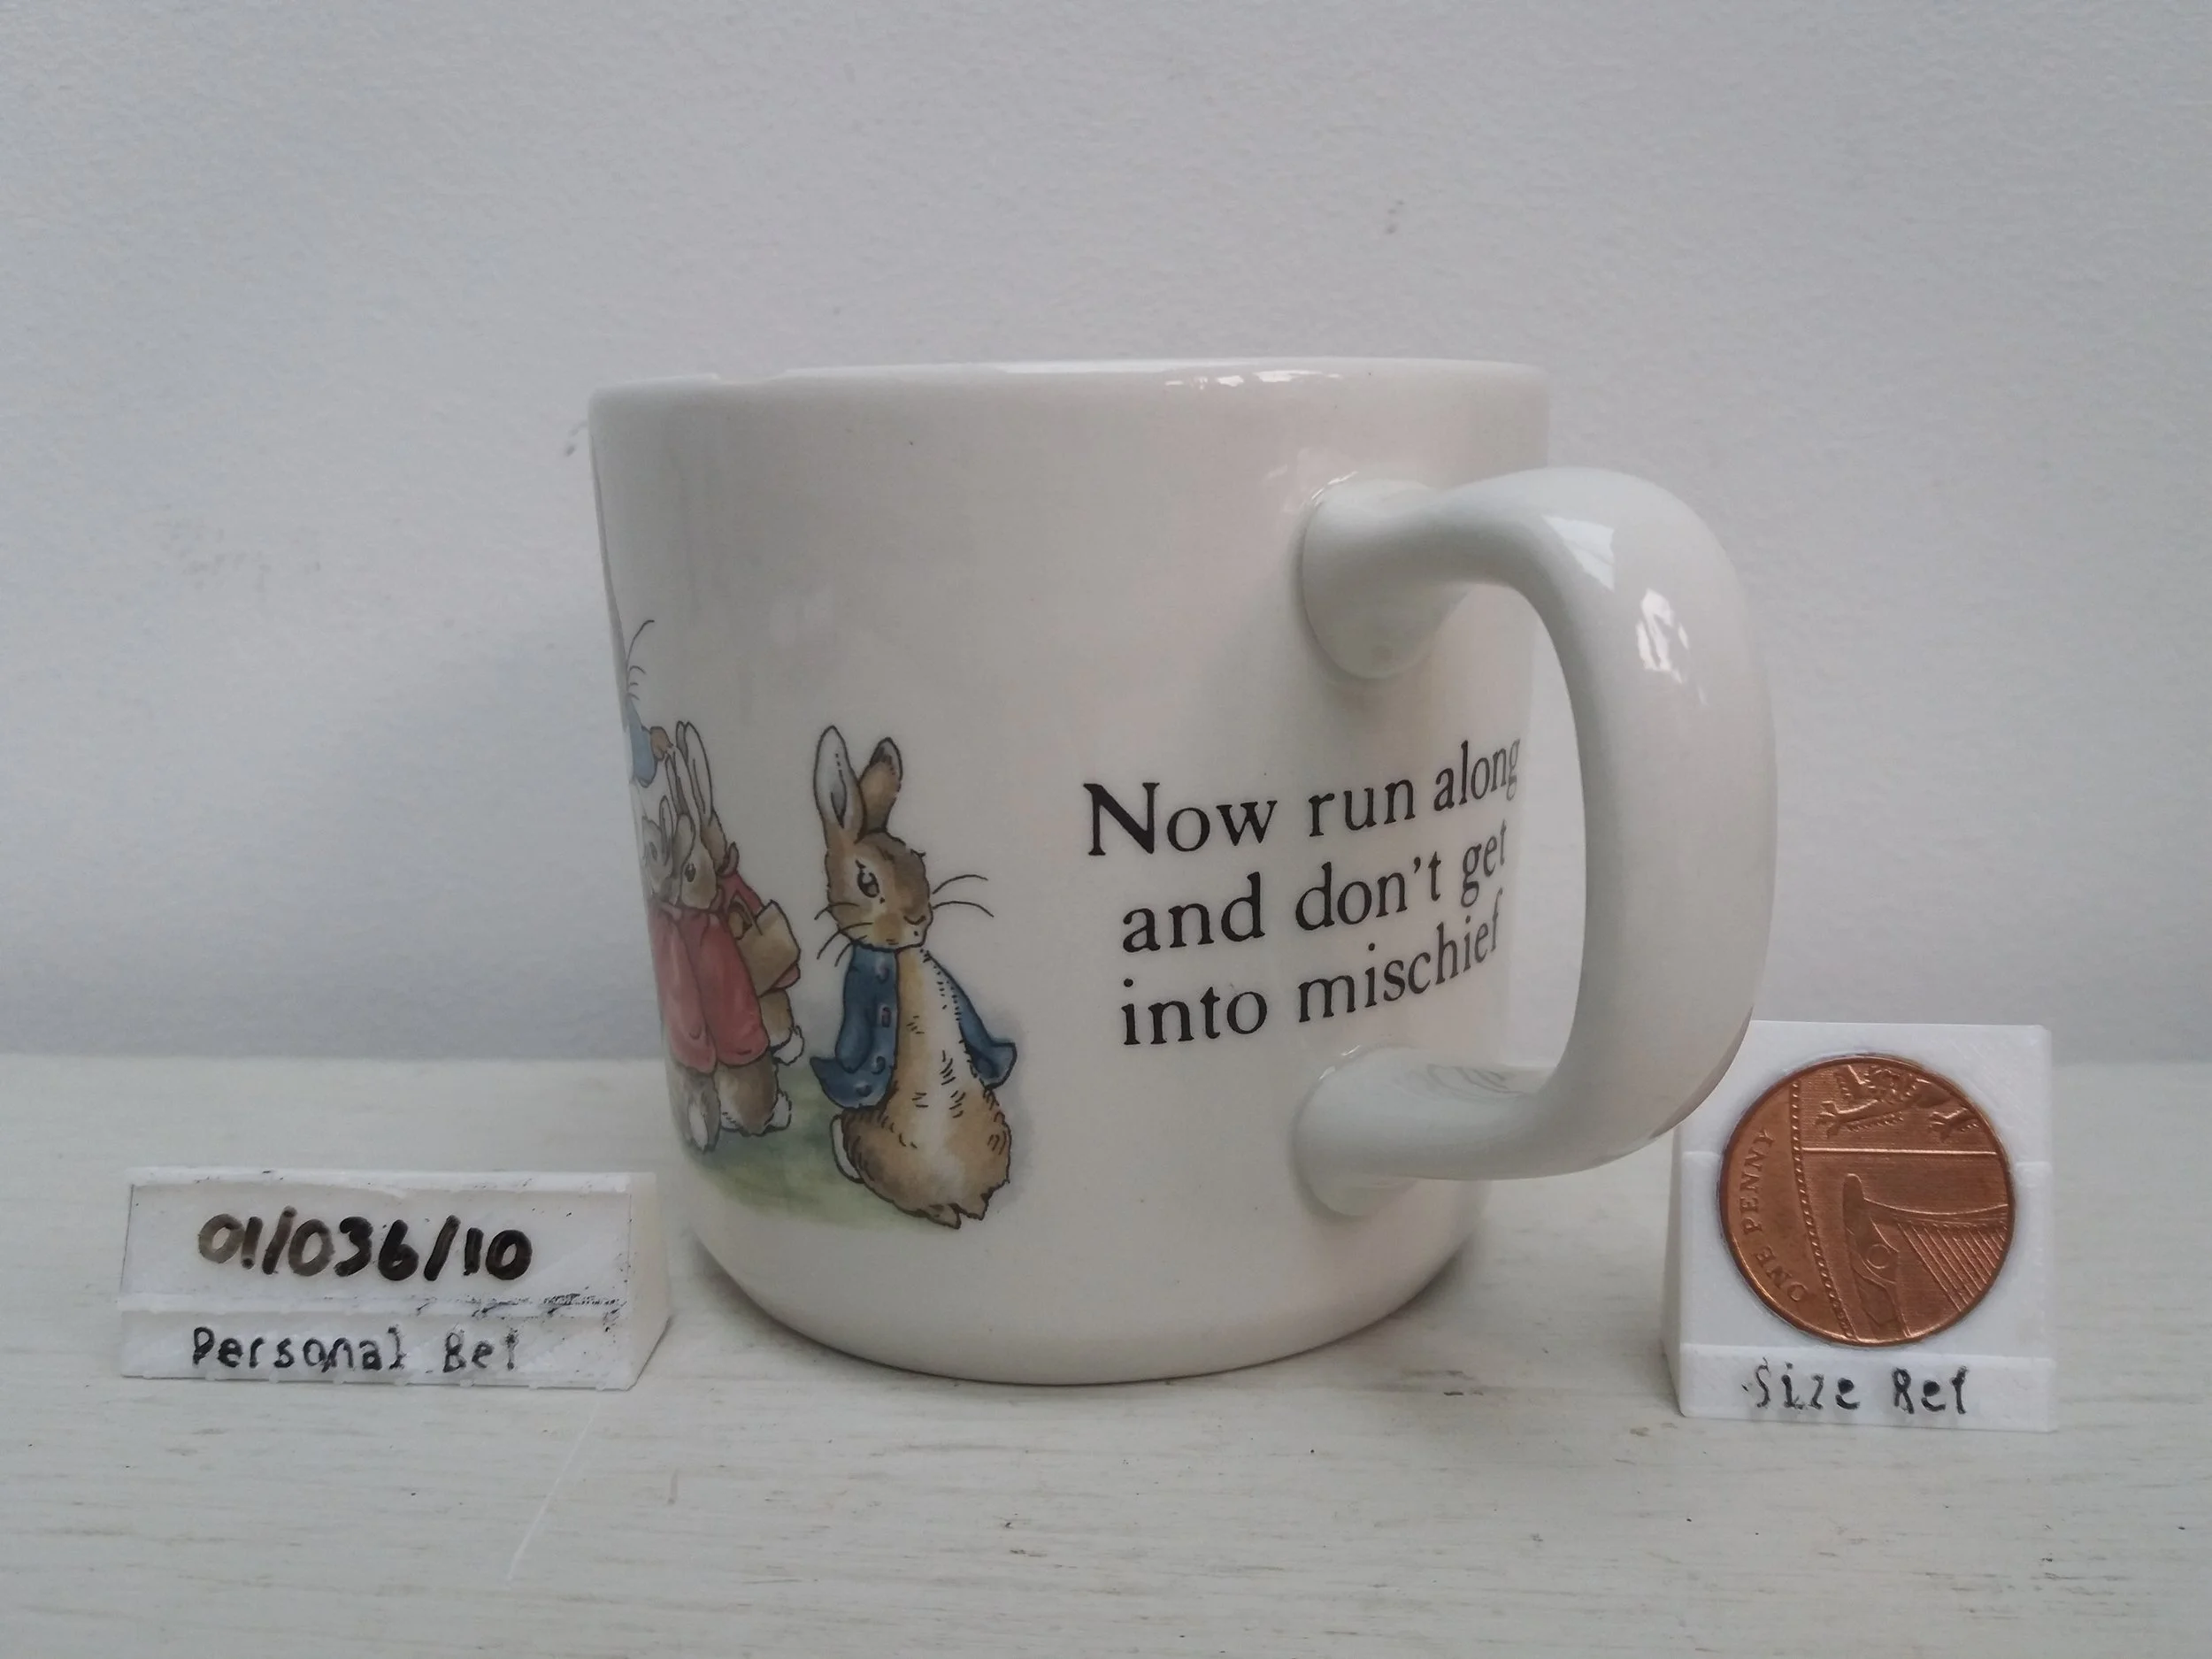 Now run along
and don't get
into mischief
01/036/10
Personal Ref
ONE PENNY
Size Ref